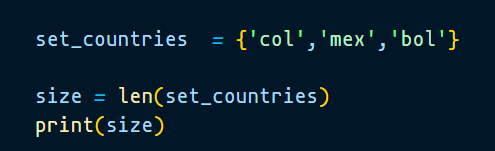 set_countries  = {'col','mex','bol'}
size = len(set_countries)
print(size)